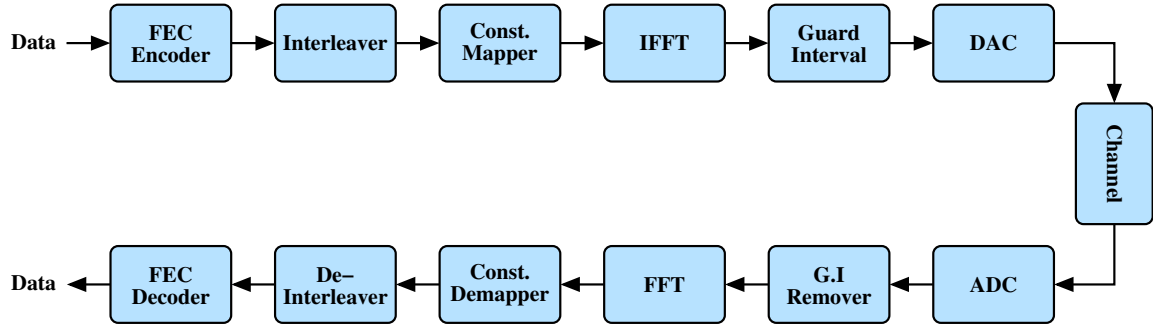 Data
FEC
Encoder
Interleaver
Const.
Mapper
IFFT
Guard
Interval
DAC
Channel
Data
FEC
Decoder
De–
Interleaver
Const.
Demapper
FFT
G.I
Remover
ADC